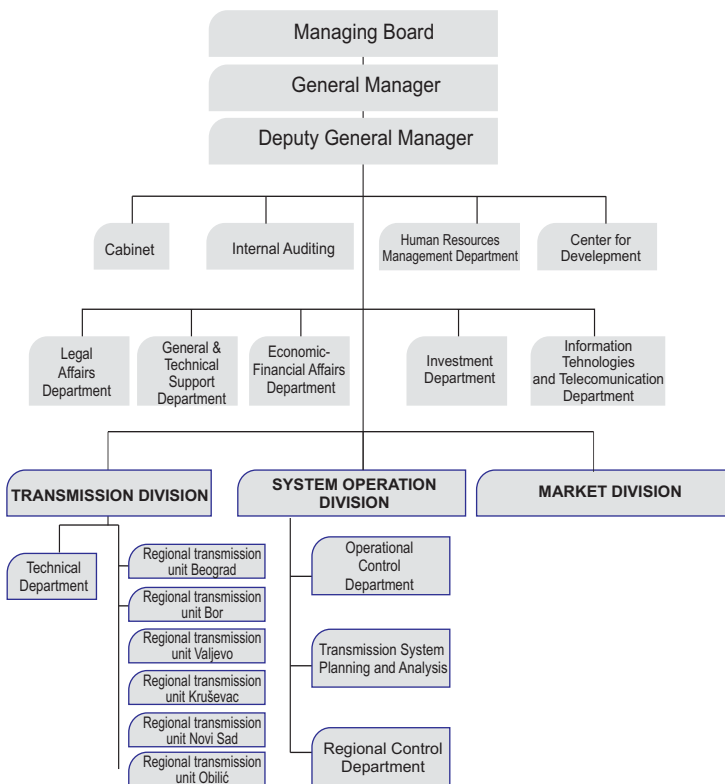 Managing Board
General Manager
Deputy General Manager
Cabinet
Internal Auditing
Human Resources
Management Department
Center for
Develepment
Legal
Affairs
Department
General &
Technical
Support
Department
Economic-
Financial Affairs
Department
Investment
Department
Information
Tehnologies
and Telecomunication
Department
TRANSMISSION DIVISION
SYSTEM OPERATION
DIVISION
MARKET DIVISION
Technical
Department
Regional transmission
unit Beograd
Regional transmission
unit Bor
Regional transmission
unit Valjevo
Regional transmission
unit Kruševac
Regional transmission
unit Novi Sad
Regional transmission
unit Obilić
Operational
Control
Department
Transmission System
Planning and Analysis
Regional Control
Department